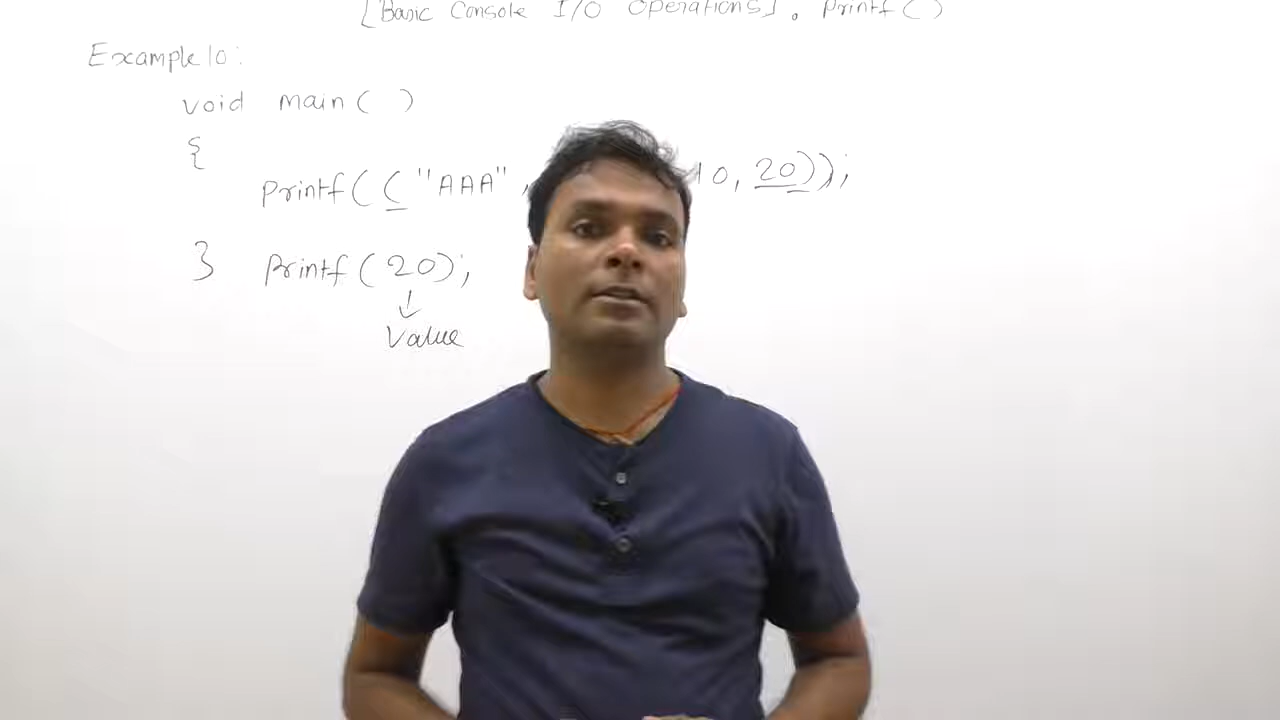 [Basic Console I/O Operations], printf( )
Example 10:
void main( )
{
printf(("AAA", 10, 20));
} printf(20);
↓
Value